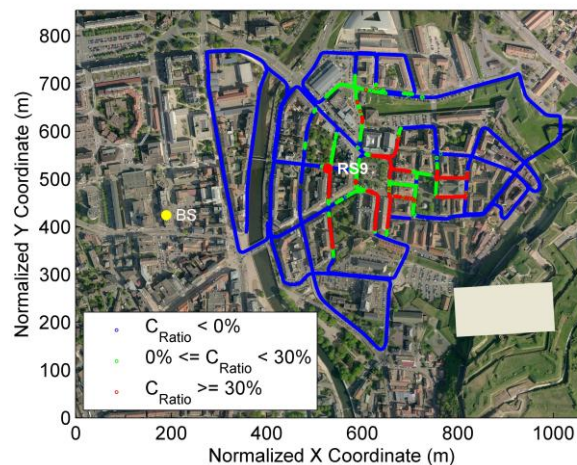 800
700
600
500
400
300
200
100
0
Normalized Y Coordinate (m)
BS
RS9
C_Ratio < 0%
0% <= C_Ratio < 30%
C_Ratio >= 30%
0 200 400 600 800 1000
Normalized X Coordinate (m)